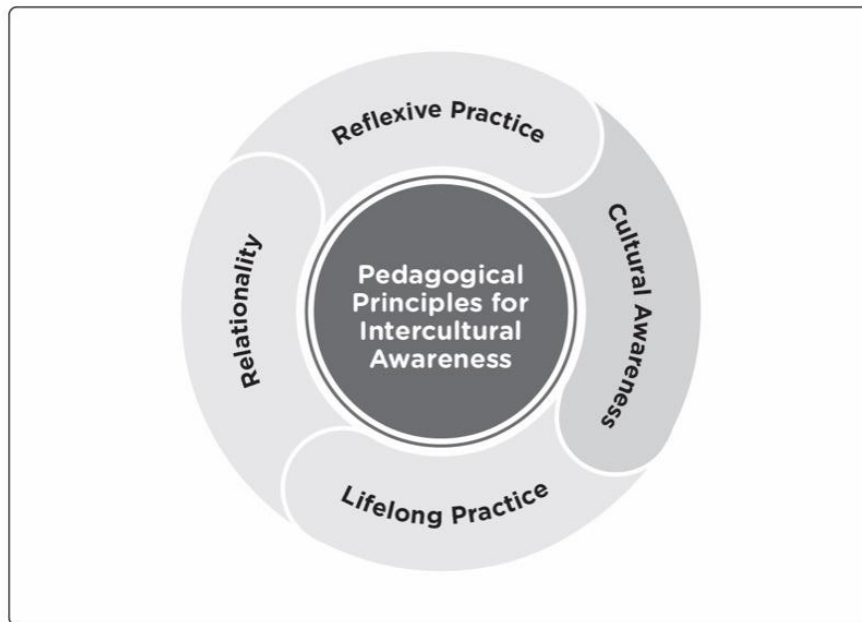 Reflexive Practice
Cultural Awareness
Lifelong Practice
Relationality
Pedagogical
Principles for
Intercultural
Awareness